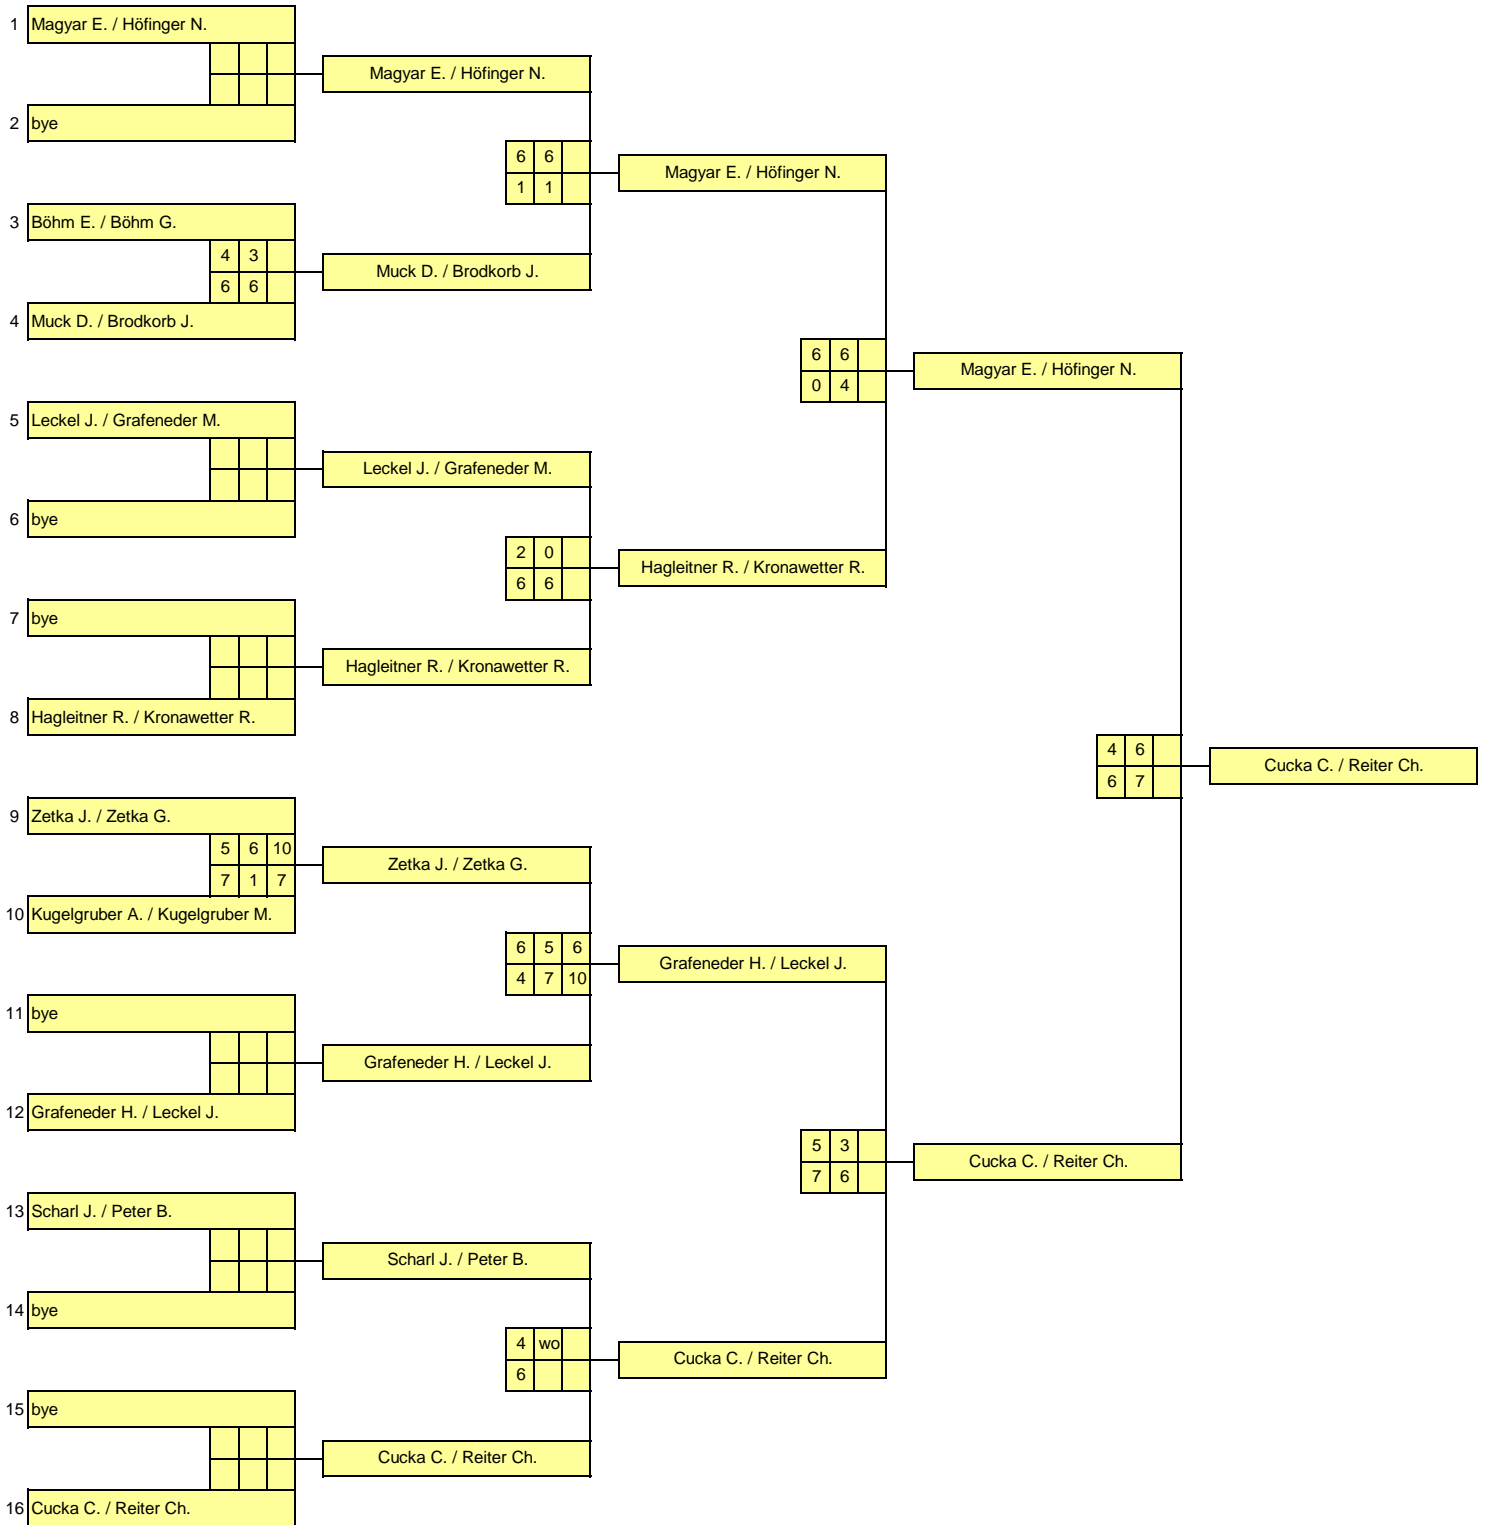 1 Magyar E. / Höfinger N.
Magyar E. / Höfinger N.
2 bye
6 6
1 1
Magyar E. / Höfinger N.
3 Böhm E. / Böhm G.
4 3
6 6
Muck D. / Brodkorb J.
4 Muck D. / Brodkorb J.
6 6
0 4
Magyar E. / Höfinger N.
5 Leckel J. / Grafeneder M.
Leckel J. / Grafeneder M.
6 bye
2 0
6 6
Hagleitner R. / Kronawetter R.
7 bye
Hagleitner R. / Kronawetter R.
8 Hagleitner R. / Kronawetter R.
4 6
6 7
Cucka C. / Reiter Ch.
9 Zetka J. / Zetka G.
5 6 10
7 1 7
Zetka J. / Zetka G.
10 Kugelgruber A. / Kugelgruber M.
6 5 6
4 7 10
Grafeneder H. / Leckel J.
11 bye
Grafeneder H. / Leckel J.
12 Grafeneder H. / Leckel J.
5 3
7 6
Cucka C. / Reiter Ch.
13 Scharl J. / Peter B.
Scharl J. / Peter B.
14 bye
4 wo
6
Cucka C. / Reiter Ch.
15 bye
Cucka C. / Reiter Ch.
16 Cucka C. / Reiter Ch.